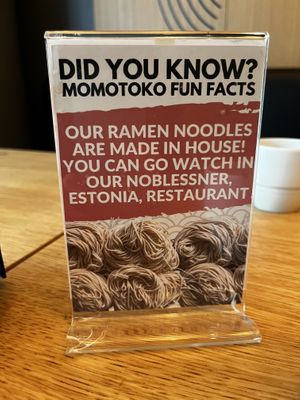 DID YOU KNOW?
MOMOTOKO FUN FACTS
OUR RAMEN NOODLES
ARE MADE IN HOUSE!
YOU CAN GO WATCH IN
OUR NOBLESSNER,
ESTONIA, RESTAURANT